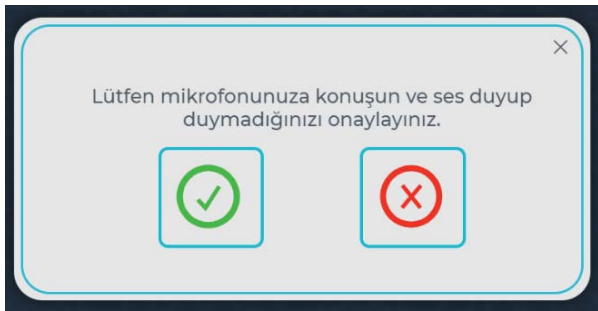 Lütfen mikrofonunuza konuşun ve ses duyup
duymadığınızı onaylayınız.